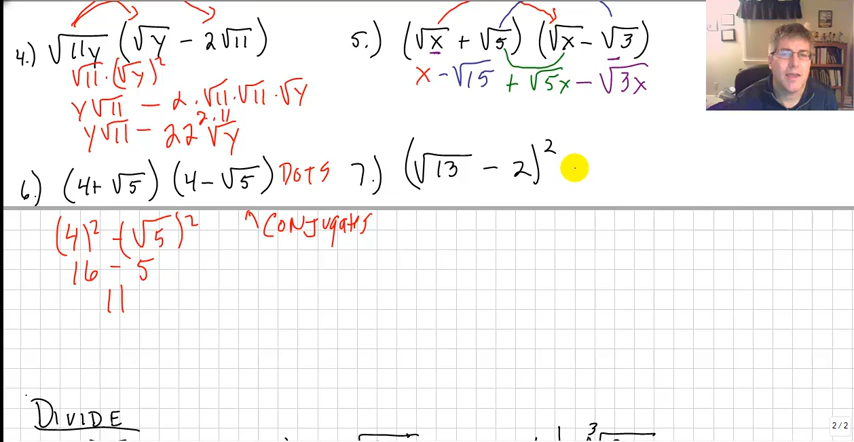 4.) √11y (√y − 2√11)
√11·(√y)²
y√11 − 2·√11·√11·√y
2·11
y√11 − 22√y
5.) (√x + √5) (√x − √3)
x − √15 + √5x − √3x
6.) (4+√5) (4−√5) DOTS
↑ Conjugates
(4)² − (√5)²
16 − 5
11
7.) (√13 − 2)²
DIVIDE
2/2